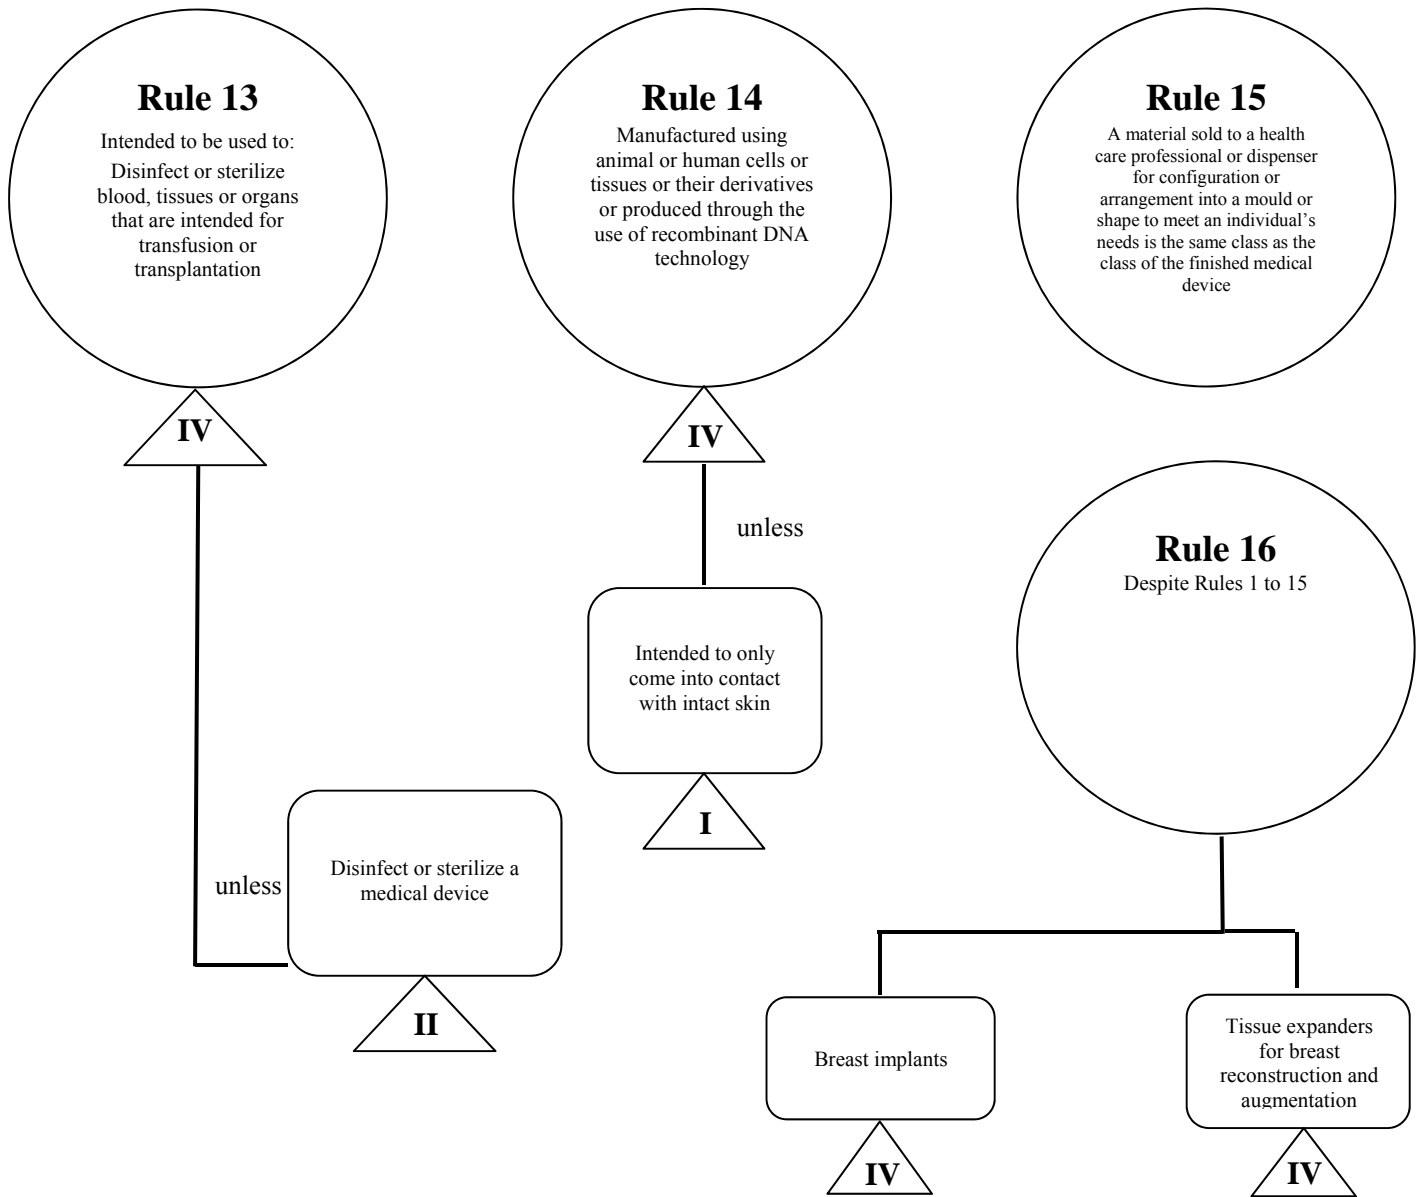 Rule 13
Intended to be used to:
Disinfect or sterilize
blood, tissues or organs
that are intended for
transfusion or
transplantation
IV
unless
Disinfect or sterilize a
medical device
II
Rule 14
Manufactured using
animal or human cells or
tissues or their derivatives
or produced through the
use of recombinant DNA
technology
IV
unless
Intended to only
come into contact
with intact skin
I
Rule 15
A material sold to a health
care professional or dispenser
for configuration or
arrangement into a mould or
shape to meet an individual’s
needs is the same class as the
class of the finished medical
device
Rule 16
Despite Rules 1 to 15
Breast implants
IV
Tissue expanders
for breast
reconstruction and
augmentation
IV